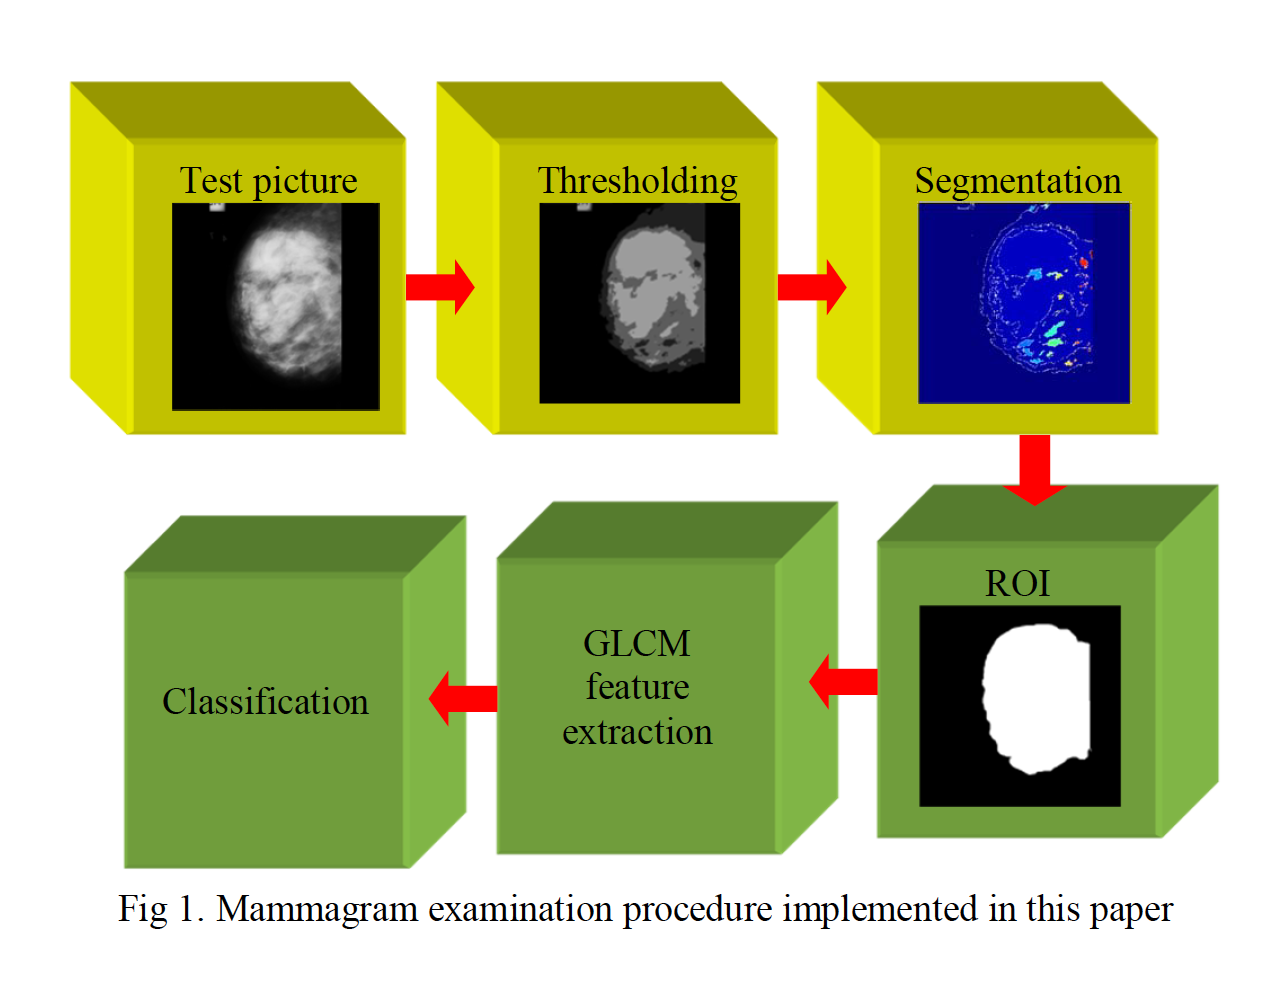 Test picture
Thresholding
Segmentation
ROI
GLCM
feature
extraction
Classification
Fig 1. Mammagram examination procedure implemented in this paper